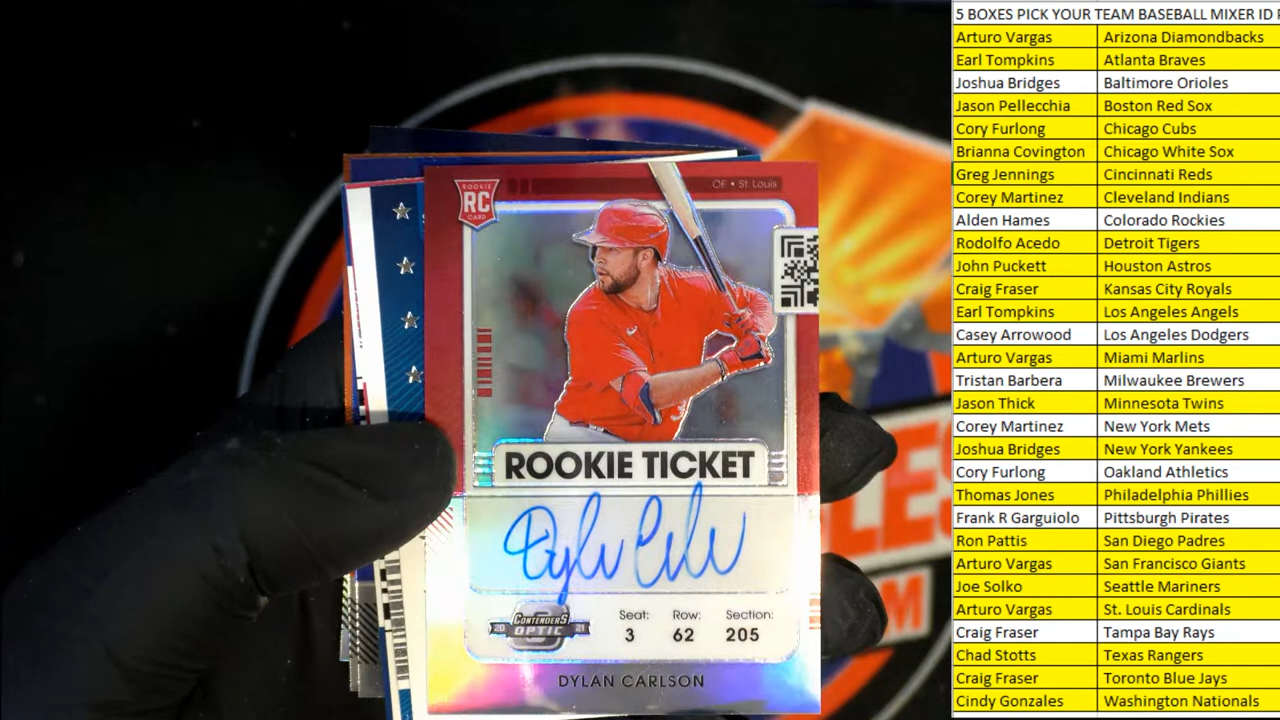 5 BOXES PICK YOUR TEAM BASEBALL MIXER ID
Arturo Vargas Arizona Diamondbacks
Earl Tompkins Atlanta Braves
Joshua Bridges Baltimore Orioles
Jason Pellecchia Boston Red Sox
Cory Furlong Chicago Cubs
Brianna Covington Chicago White Sox
Greg Jennings Cincinnati Reds
Corey Martinez Cleveland Indians
Alden Hames Colorado Rockies
Rodolfo Acedo Detroit Tigers
John Puckett Houston Astros
Craig Fraser Kansas City Royals
Earl Tompkins Los Angeles Angels
Casey Arrowood Los Angeles Dodgers
Arturo Vargas Miami Marlins
Tristan Barbera Milwaukee Brewers
Jason Thick Minnesota Twins
Corey Martinez New York Mets
Joshua Bridges New York Yankees
Cory Furlong Oakland Athletics
Thomas Jones Philadelphia Phillies
Frank R Garguiolo Pittsburgh Pirates
Ron Pattis San Diego Padres
Arturo Vargas San Francisco Giants
Joe Solko Seattle Mariners
Arturo Vargas St. Louis Cardinals
Craig Fraser Tampa Bay Rays
Chad Stotts Texas Rangers
Craig Fraser Toronto Blue Jays
Cindy Gonzales Washington Nationals
ROOKIE
RC
CARD
OF • St. Louis
ROOKIE TICKET
Dylan Carlson
Seat: Row: Section:
3 62 205
20 CONTENDERS 21
OPTIC
DYLAN CARLSON